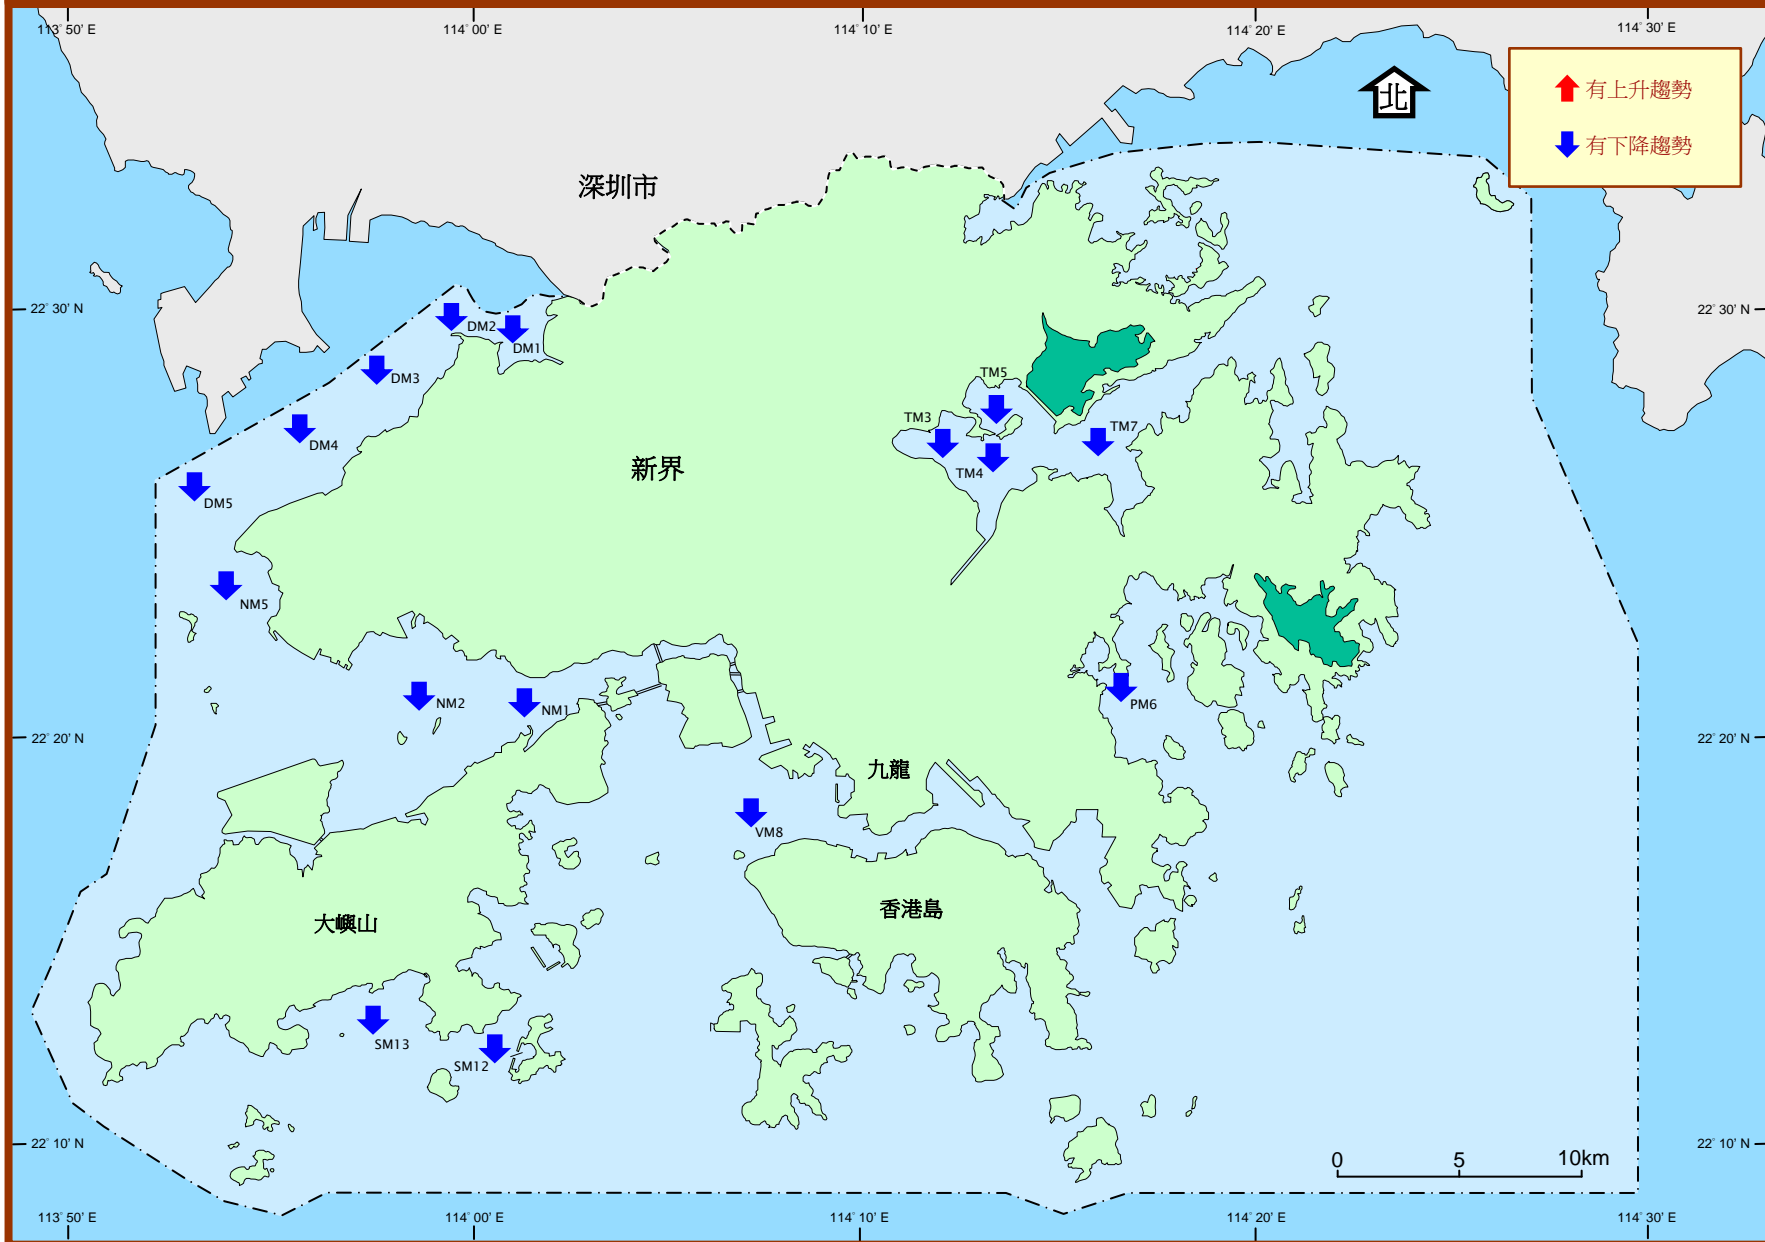 113° 50' E
114° 00' E
114° 10' E
114° 20' E
114° 30' E
北
有上升趨勢
有下降趨勢
深圳市
22° 30' N
22° 30' N
DM2
DM1
DM3
TM5
DM4
TM3
TM7
TM4
新界
DM5
NM5
NM2
NM1
PM6
22° 20' N
22° 20' N
九龍
VM8
大嶼山
香港島
SM13
SM12
22° 10' N
22° 10' N
0 5 10km
113° 50' E
114° 00' E
114° 10' E
114° 20' E
114° 30' E